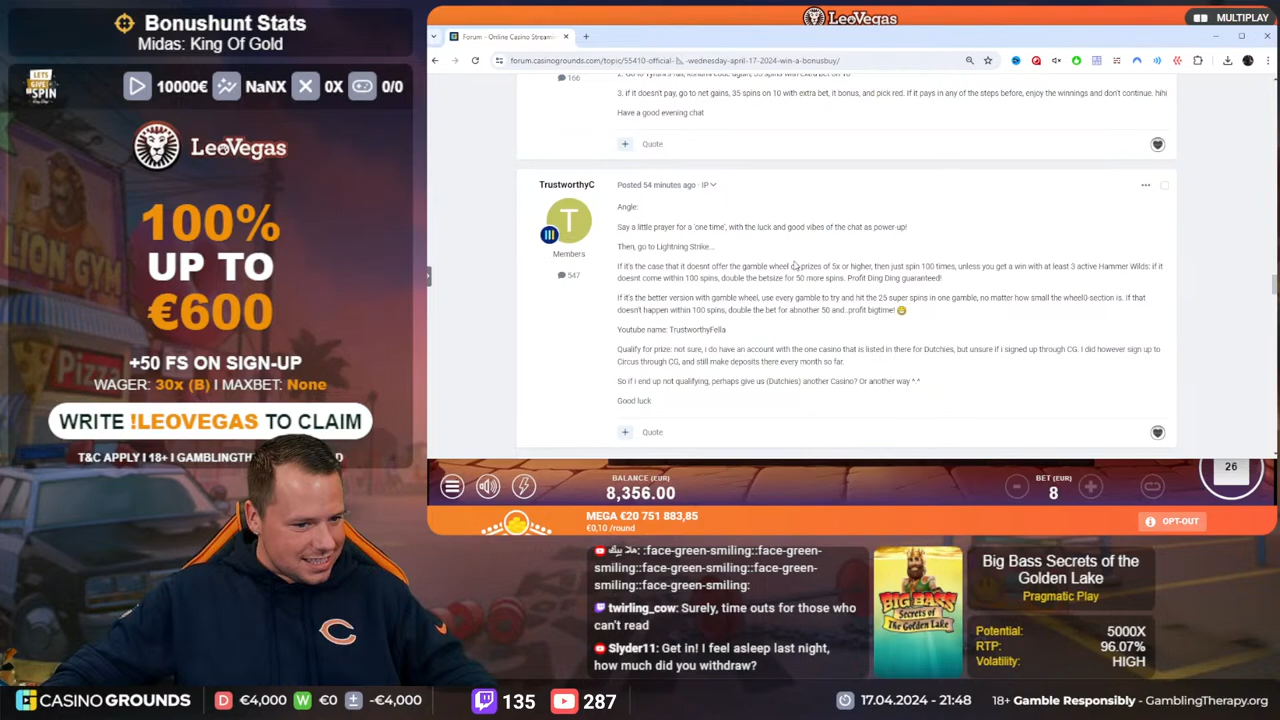 Bonushunt Stats
Midas: King Of Gold
LETS GIVE IT A SPIN
10000€
NaNX
0X
0/0
LeoVegas
100%
UP TO
€600
+50 FS ON SIGN-UP
WAGER: 30x (B) I MAXBET: None
WRITE !LEOVEGAS TO CLAIM
T&C APPLY I 18+ I GAMBLINGTH
LeoVegas
MULTIPLAY
Forum - Online Casino Stream
forum.casinogrounds.com/topic/55410-official-
-wednesday-april-17-2024-win-a-bonusbuy/
166
3. if it doesn't pay, go to net gains, 35 spins on 10 with extra bet, it bonus, and pick red. If it pays in any of the steps before, enjoy the winnings and don't continue. hihi
Have a good evening chat
+ Quote
TrustworthyC
Posted 54 minutes ago · IP
T
Members
547
Angle:
Say a little prayer for a 'one time', with the luck and good vibes of the chat as power-up!
Then, go to Lightning Strike...
If it's the case that it doesnt offer the gamble wheel on prizes of 5x or higher, then just spin 100 times, unless you get a win with at least 3 active Hammer Wilds: if it
doesnt come within 100 spins, double the betsize for 50 more spins. Profit Ding Ding guaranteed!
If it's the better version with gamble wheel, use every gamble to try and hit the 25 super spins in one gamble, no matter how small the wheel0-section is. if that
doesn't happen within 100 spins, double the bet for abnother 50 and..profit bigtime!
Youtube name: TrustworthyFella
Qualify for prize: not sure, i do have an account with the one casino that is listed in there for Dutchies, but unsure if i signed up through CG. I did however sign up to
Circus through CG, and still make deposits there every month so far.
So if i end up not qualifying, perhaps give us (Dutchies) another Casino? Or another way ^ ^
Good luck
+ Quote
BALANCE (EUR)
8,356.00
BET (EUR)
8
26
MEGA €20 751 883,85
€0,10 /round
OPT-OUT
هلا بيك: :face-green-
smiling::face-green-smiling::face-green-
smiling::face-green-smiling:
twirling_cow: Surely, time outs for those who
can't read
Slyder11: Get in! I feel asleep last night,
how much did you withdraw?
BIG BASS
Secrets of
The Golden Lake
Big Bass Secrets of the
Golden Lake
Pragmatic Play
Potential: 5000X
RTP: 96.07%
Volatility: HIGH
CASINOGROUNDS
D €4,000
W €0
± -€4,000
135
287
17.04.2024 - 21:48
18+ Gamble Responsibly - GamblingTherapy.org